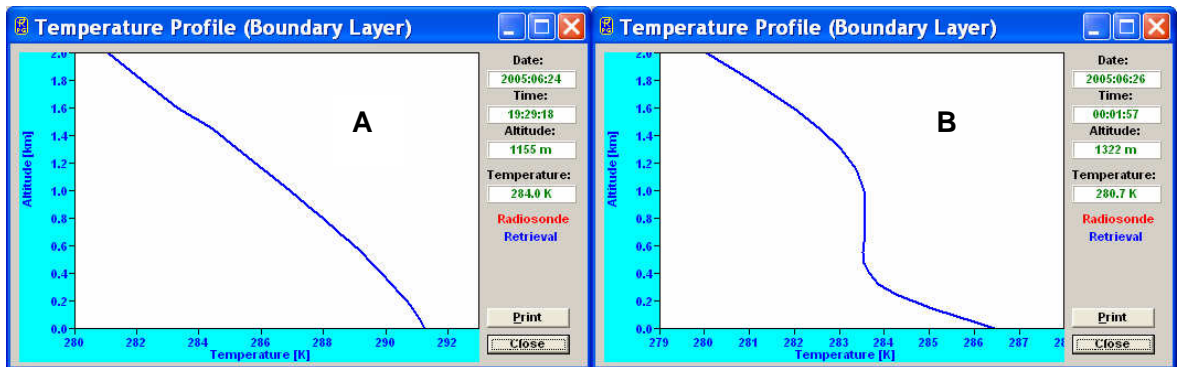 Temperature Profile (Boundary Layer)
A
Altitude [km]
2.0
1.8
1.6
1.4
1.2
1.0
0.8
0.6
0.4
0.2
0.0
280 282 284 286 288 290 292
Temperature [K]
Date:
2005:06:24
Time:
19:29:18
Altitude:
1155 m
Temperature:
284.0 K
Radiosonde
Retrieval
Print
Close
Temperature Profile (Boundary Layer)
B
Altitude [km]
2.0
1.8
1.6
1.4
1.2
1.0
0.8
0.6
0.4
0.2
0.0
279 280 281 282 283 284 285 286 287 28
Temperature [K]
Date:
2005:06:26
Time:
00:01:57
Altitude:
1322 m
Temperature:
280.7 K
Radiosonde
Retrieval
Print
Close